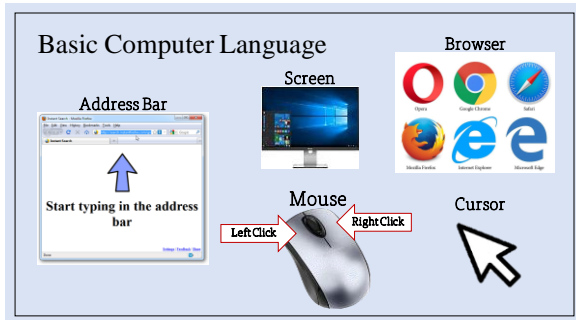 Basic Computer Language
Browser
Screen
Address Bar
Opera
Google Chrome
Safari
Mozilla Firefox
Internet Explorer
Microsoft Edge
Start typing in the address
bar
Mouse
Left Click
Right Click
Cursor